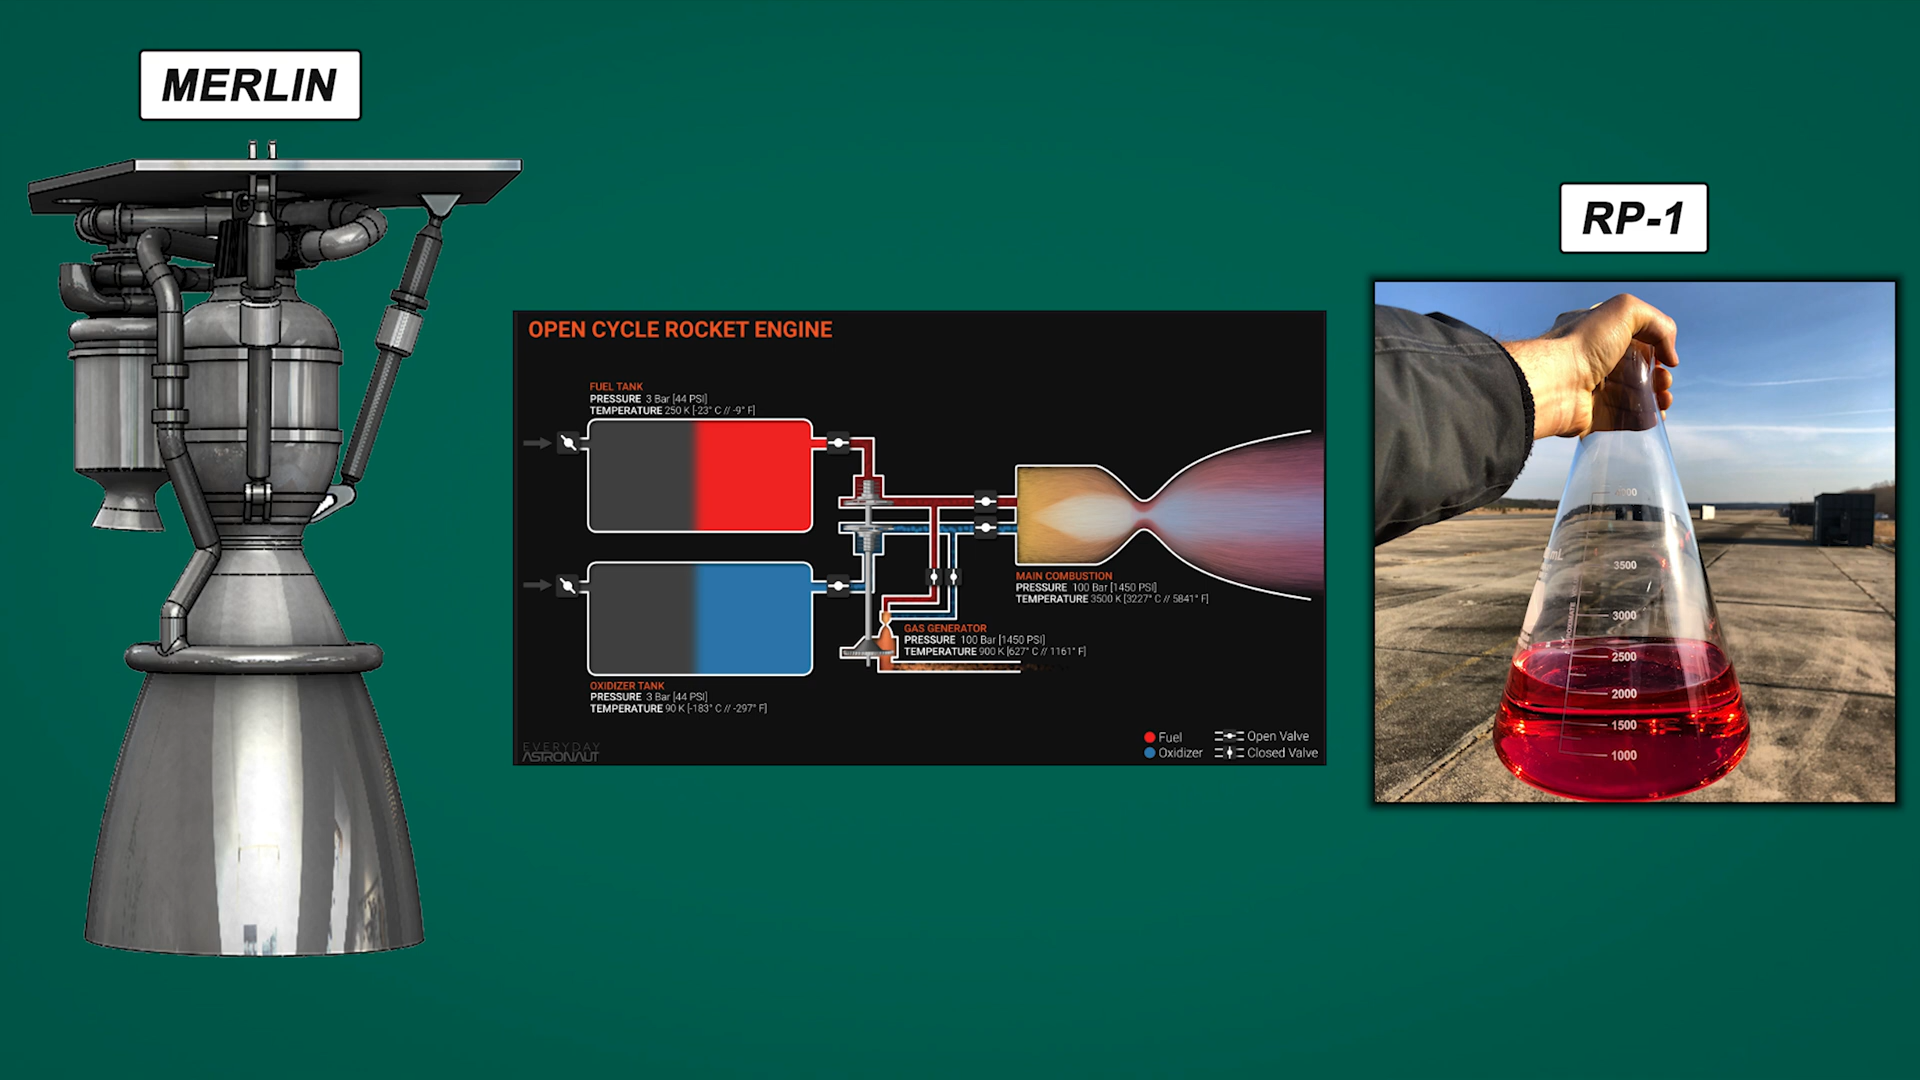 MERLIN
OPEN CYCLE ROCKET ENGINE
FUEL TANK
PRESSURE 3 Bar [44 PSI]
TEMPERATURE 250 K [-23° C // -9° F]
OXIDIZER TANK
PRESSURE 3 Bar [44 PSI]
TEMPERATURE 90 K [-183° C // -297° F]
MAIN COMBUSTION
PRESSURE 100 Bar [1450 PSI]
TEMPERATURE 3500 K [3227° C // 5841° F]
GAS GENERATOR
PRESSURE 100 Bar [1450 PSI]
TEMPERATURE 900 K [627° C // 1161° F]
Fuel
Oxidizer
Open Valve
Closed Valve
EVERYDAY
ASTRONAUT
RP-1
3500
3000
2500
2000
1500
1000